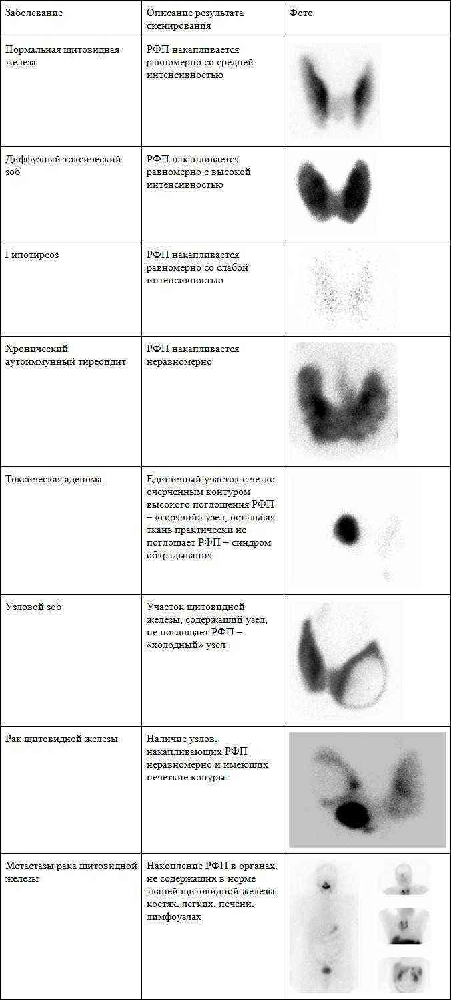 Заболевание
Описание результата
сканирования
Фото
Нормальная щитовидная
железа
РФП накапливается
равномерно со средней
интенсивностью
Диффузный токсический
зоб
РФП накапливается
равномерно с высокой
интенсивностью
Гипотиреоз
РФП накапливается
равномерно со слабой
интенсивностью
Хронический
аутоиммунный тиреоидит
РФП накапливается
неравномерно
Токсическая аденома
Единичный участок с четко
очерченным контуром
высокого поглощения РФП
– «горячий» узел, остальная
ткань практически не
поглощает РФП – синдром
обкрадывания
Узловой зоб
Участок щитовидной
железы, содержащий узел,
не поглощает РФП –
«холодный» узел
Рак щитовидной железы
Наличие узлов,
накапливающих РФП
неравномерно и имеющих
нечеткие конуры
Метастазы рака щитовидной
железы
Накопление РФП в органах,
не содержащих в норме
тканей щитовидной железы:
костях, легких, печени,
лимфоузлах